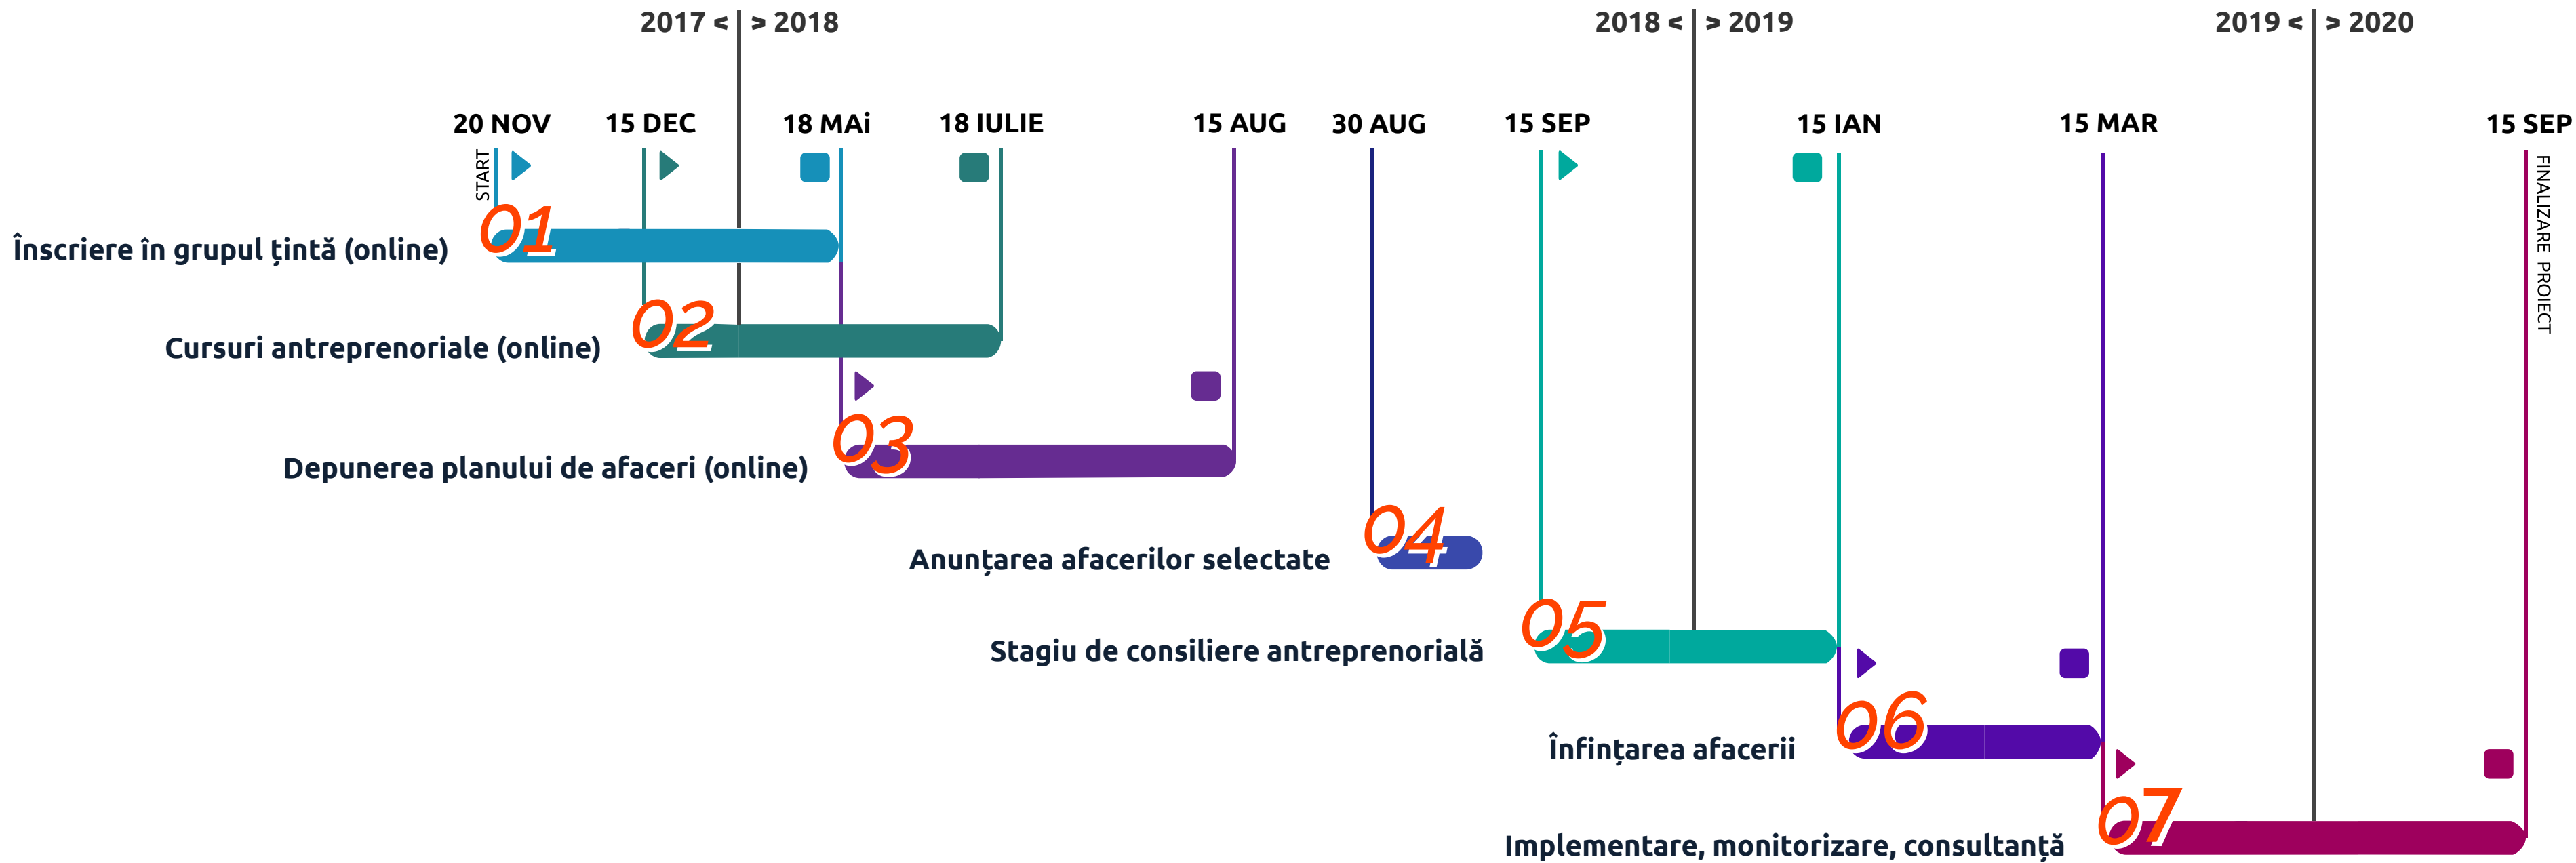 2017 < > 2018
2018 < > 2019
2019 < > 2020
20 NOV
15 DEC
18 MAi
18 IULIE
15 AUG
30 AUG
15 SEP
15 IAN
15 MAR
15 SEP
START
FINALIZARE PROIECT
01
Înscriere în grupul țintă (online)
02
Cursuri antreprenoriale (online)
03
Depunerea planului de afaceri (online)
04
Anunțarea afacerilor selectate
05
Stagiu de consiliere antreprenorială
06
Înființarea afacerii
07
Implementare, monitorizare, consultanță